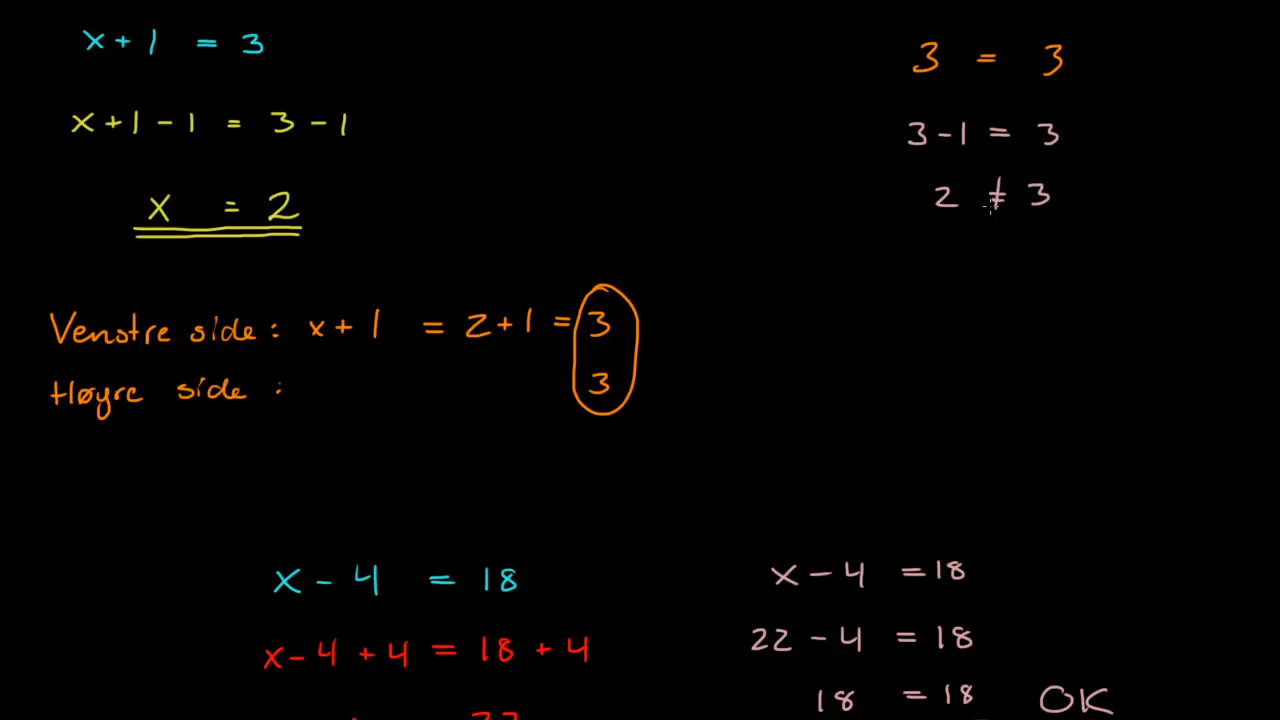 x + 1 = 3
x + 1 - 1 = 3 - 1
x = 2
3 = 3
3 - 1 = 3
2 ≠ 3
Venstre side : x + 1 = 2 + 1 = 3
Høyre side : 3
x - 4 = 18
x - 4 + 4 = 18 + 4
22
x - 4 = 18
22 - 4 = 18
18 = 18 OK